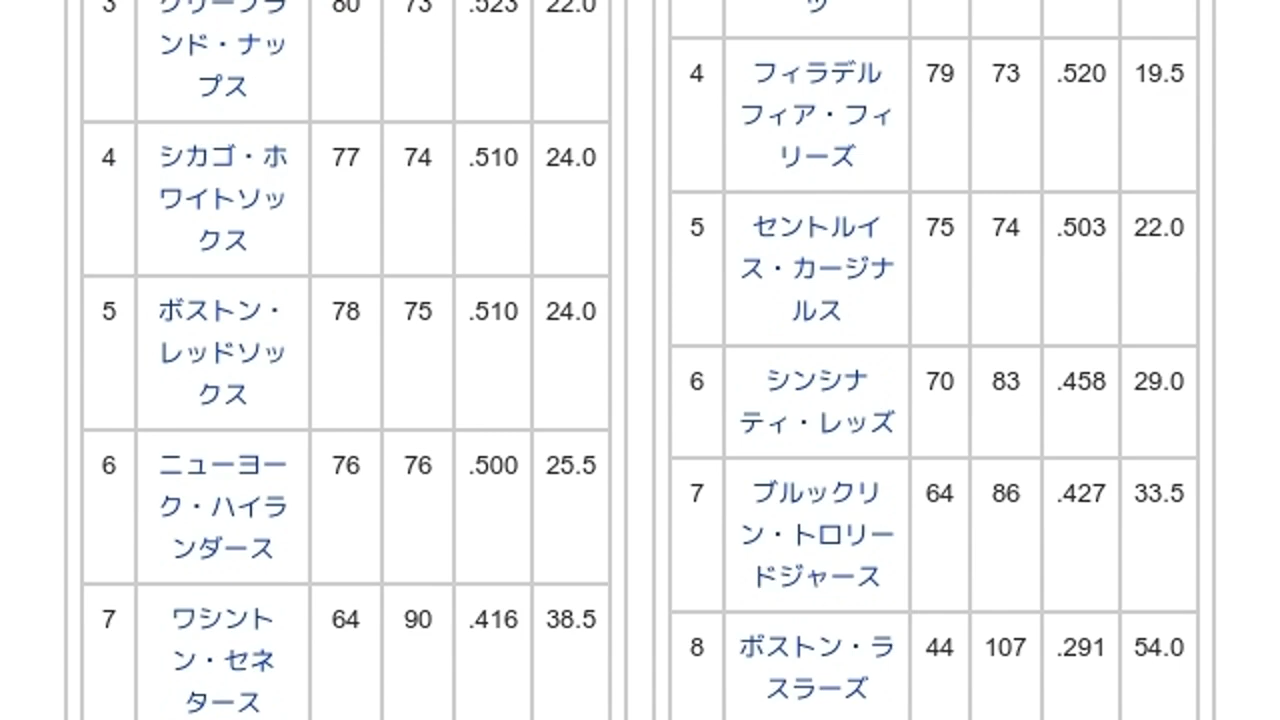 3 クリーブラ 80 73 .523 22.0
ンド・ナッ
プス
4 シカゴ・ホ 77 74 .510 24.0
ワイトソッ
クス
5 ボストン・ 78 75 .510 24.0
レッドソッ
クス
6 ニューヨー 76 76 .500 25.5
ク・ハイラ
ンダース
7 ワシント 64 90 .416 38.5
ン・セネ
タース
ツ
4 フィラデル 79 73 .520 19.5
フィア・フィ
リーズ
5 セントルイ 75 74 .503 22.0
ス・カージナ
ルス
6 シンシナ 70 83 .458 29.0
ティ・レッズ
7 ブルックリ 64 86 .427 33.5
ン・トロリー
ドジャース
8 ボストン・ラ 44 107 .291 54.0
スラーズ